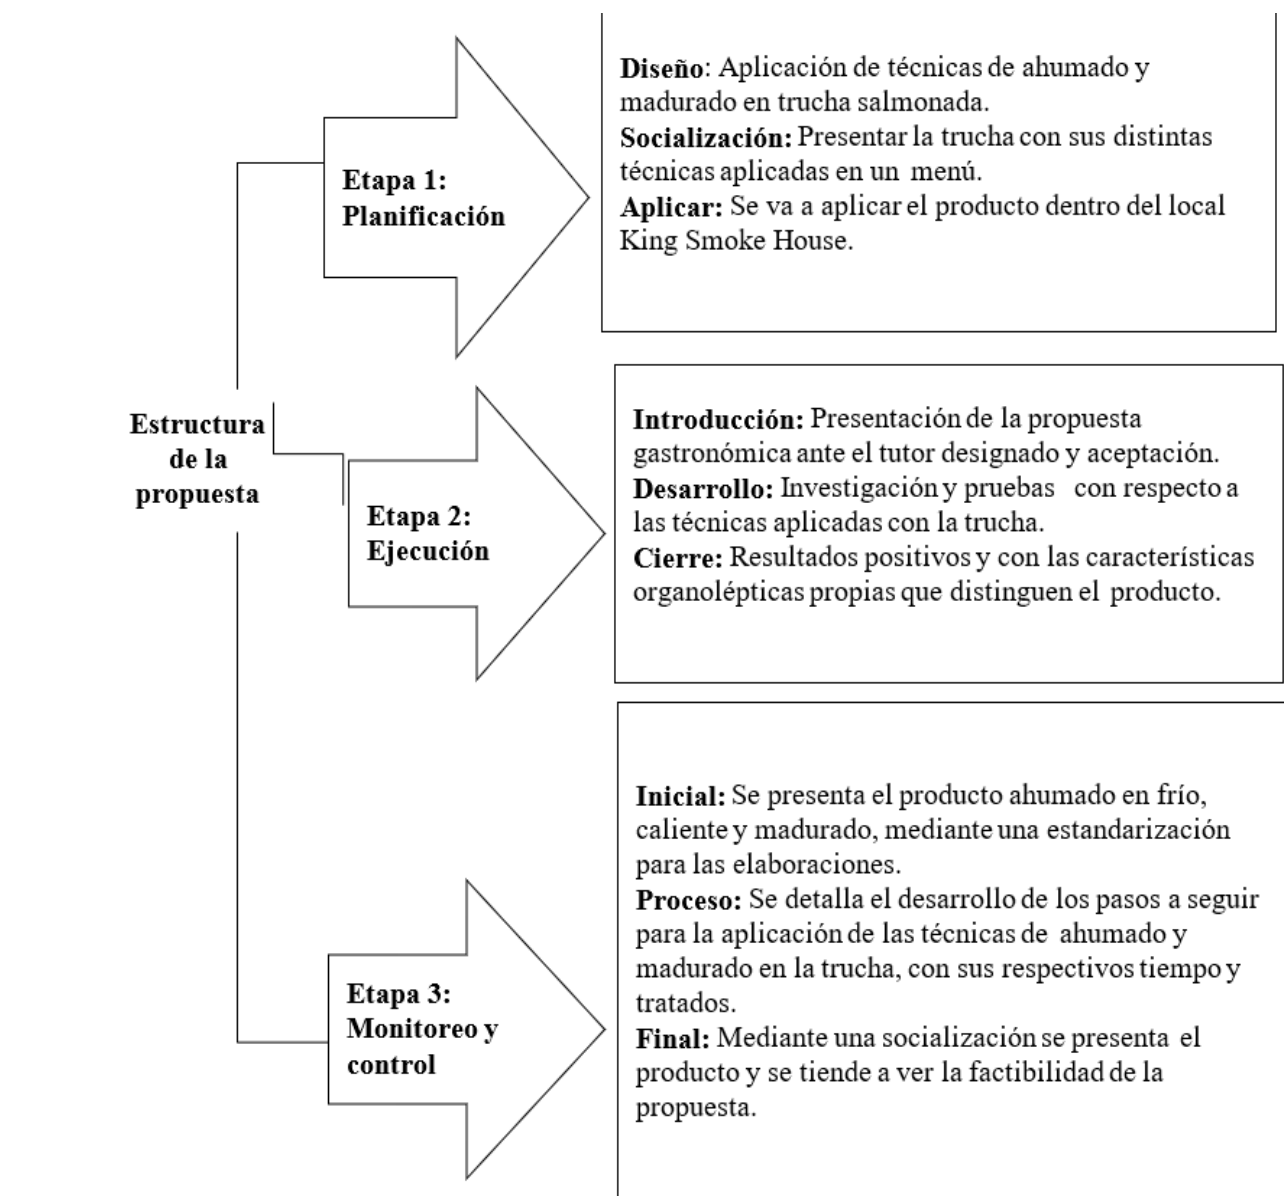 Estructura
de la
propuesta
Etapa 1:
Planificación
Diseño: Aplicación de técnicas de ahumado y
madurado en trucha salmonada.
Socialización: Presentar la trucha con sus distintas
técnicas aplicadas en un menú.
Aplicar: Se va a aplicar el producto dentro del local
King Smoke House.
Etapa 2:
Ejecución
Introducción: Presentación de la propuesta
gastronómica ante el tutor designado y aceptación.
Desarrollo: Investigación y pruebas con respecto a
las técnicas aplicadas con la trucha.
Cierre: Resultados positivos y con las características
organolépticas propias que distinguen el producto.
Etapa 3:
Monitoreo y
control
Inicial: Se presenta el producto ahumado en frío,
caliente y madurado, mediante una estandarización
para las elaboraciones.
Proceso: Se detalla el desarrollo de los pasos a seguir
para la aplicación de las técnicas de ahumado y
madurado en la trucha, con sus respectivos tiempo y
tratados.
Final: Mediante una socialización se presenta el
producto y se tiende a ver la factibilidad de la
propuesta.